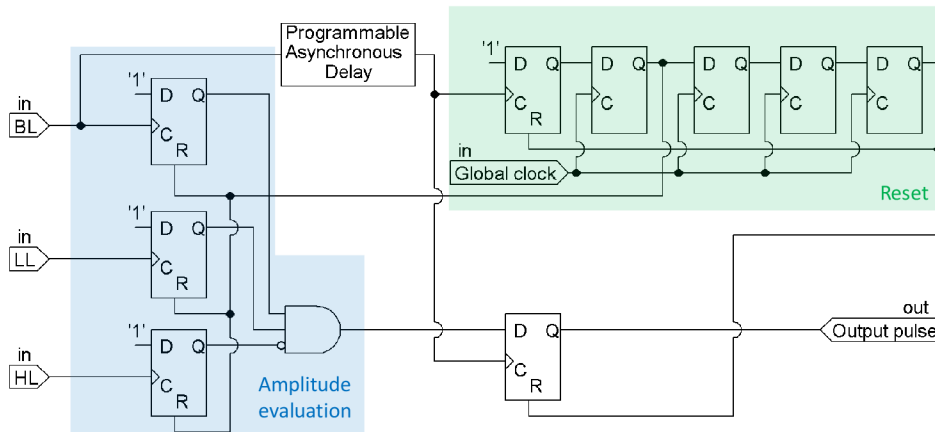 Programmable
Asynchronous
Delay
'1'
D
Q
C
R
in
BL
'1'
D
Q
C
R
D
Q
C
D
Q
C
D
Q
C
D
Q
C
in
Global clock
Reset
'1'
D
Q
C
R
in
LL
'1'
D
Q
C
R
in
HL
Amplitude
evaluation
D
Q
C
R
out
Output pulse